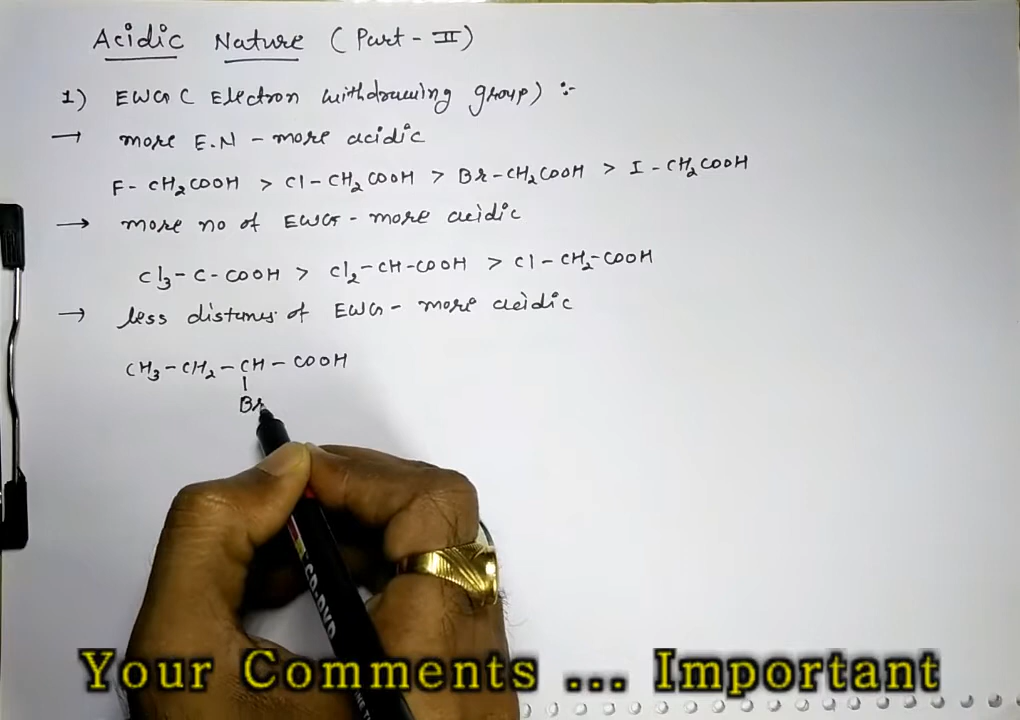 Acidic Nature (Part - II)
1) EWG ( Electron withdrawing group) :-
→ more E.N - more acidic
F - CH2COOH > Cl - CH2COOH > Br - CH2COOH > I - CH2COOH
→ more no of EWG - more acidic
Cl3 - C - COOH > Cl2 - CH - COOH > Cl - CH2 - COOH
→ less distance of EWG - more acidic
CH3 - CH2 - CH - COOH
Br
Your Comments ... Important